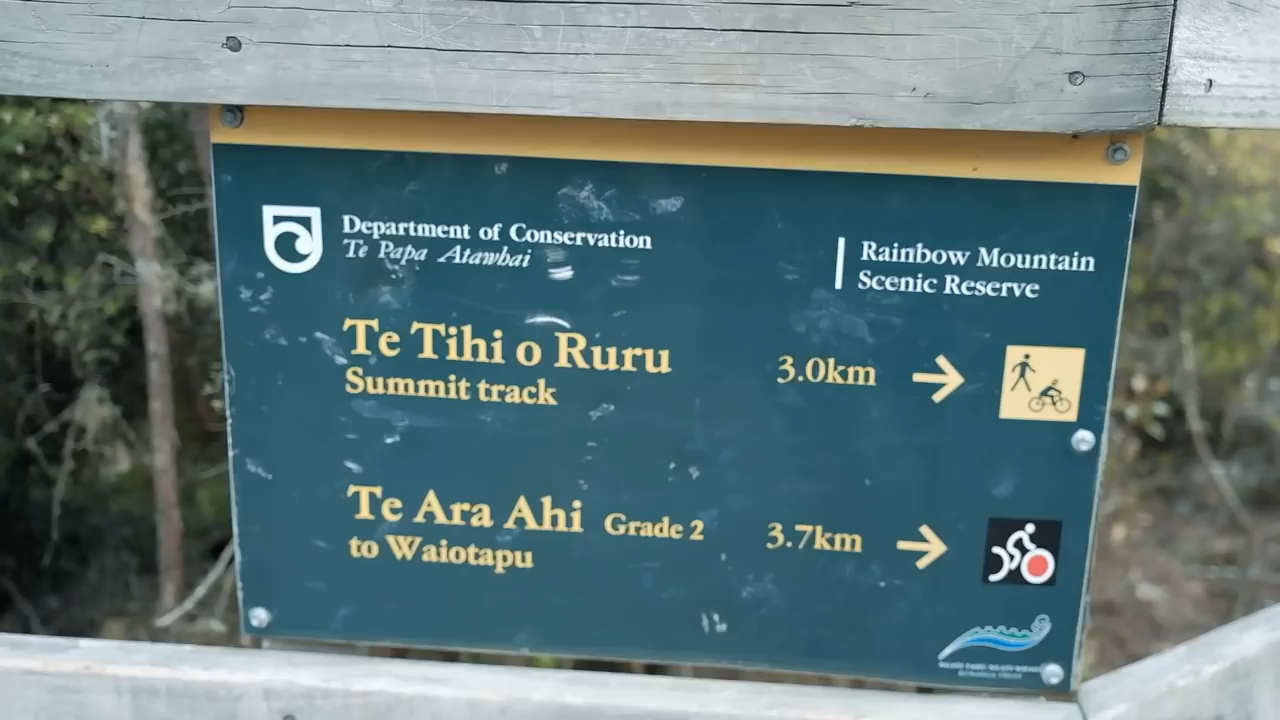 Department of Conservation
Te Papa Atawhai
Rainbow Mountain
Scenic Reserve
Te Tihi o Ruru
Summit track
3.0km
Te Ara Ahi Grade 2
to Waiotapu
3.7km